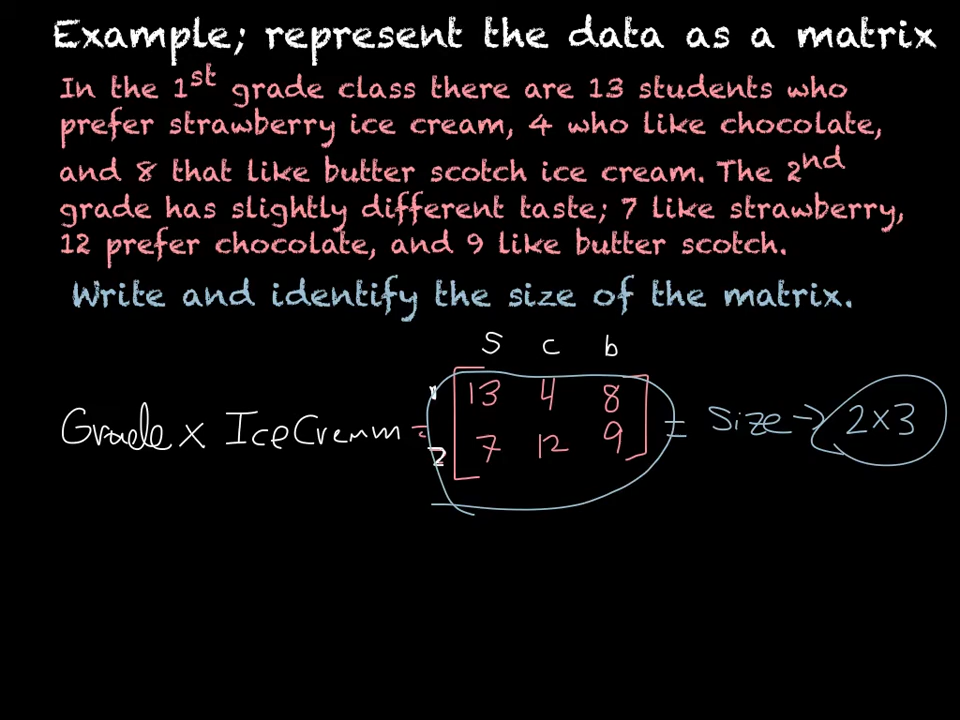 Example; represent the data as a matrix
In the 1st grade class there are 13 students who
prefer strawberry ice cream, 4 who like chocolate,
and 8 that like butter scotch ice cream. The 2nd
grade has slightly different taste; 7 like strawberry,
12 prefer chocolate, and 9 like butter scotch.
Write and identify the size of the matrix.
S c b
Grade x IceCremm = 1 [13 4 8] = Size → 2x3
2 [7 12 9]